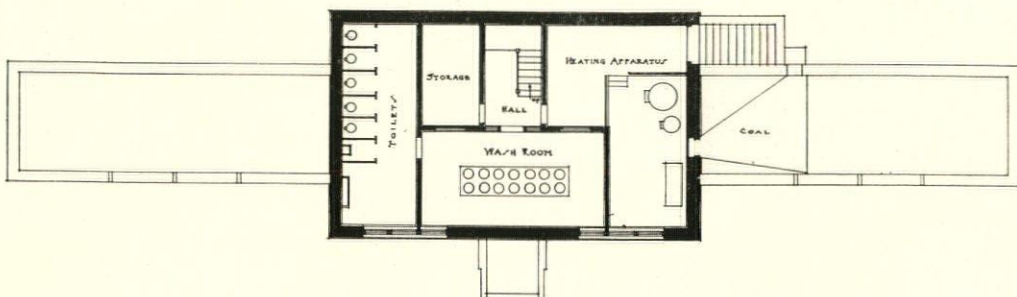 HEATING APPARATUS
STORAGE
TOILETS
HALL
COAL
WASH ROOM